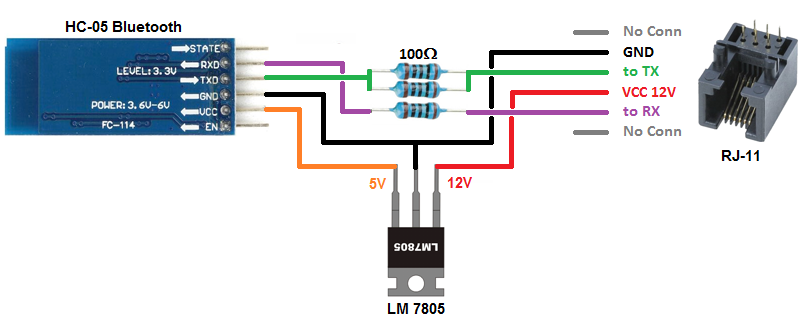 HC-05 Bluetooth
STATE
RXD
LEVEL:3.3V
TXD
GND
POWER:3.6V-6V
VCC
FC-114
EN
100Ω
No Conn
GND
to TX
VCC 12V
to RX
No Conn
RJ-11
5V
12V
LM7805
LM 7805